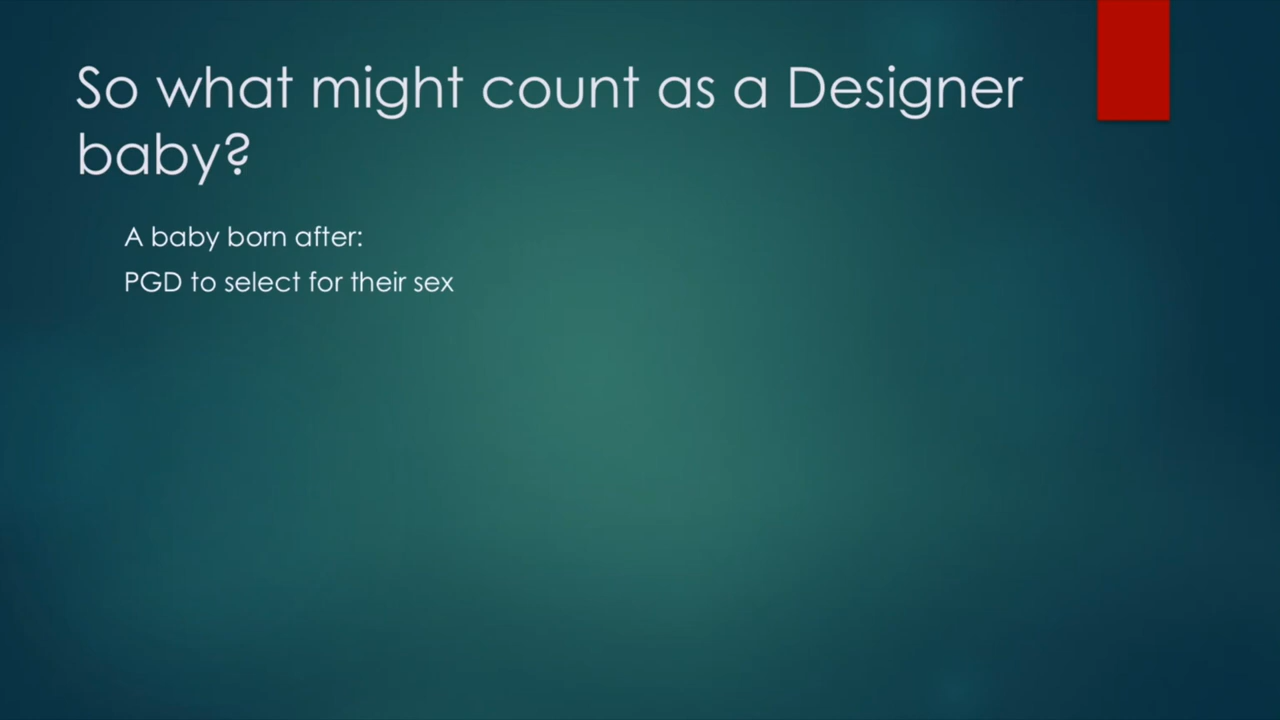 So what might count as a Designer
baby?
A baby born after:
PGD to select for their sex